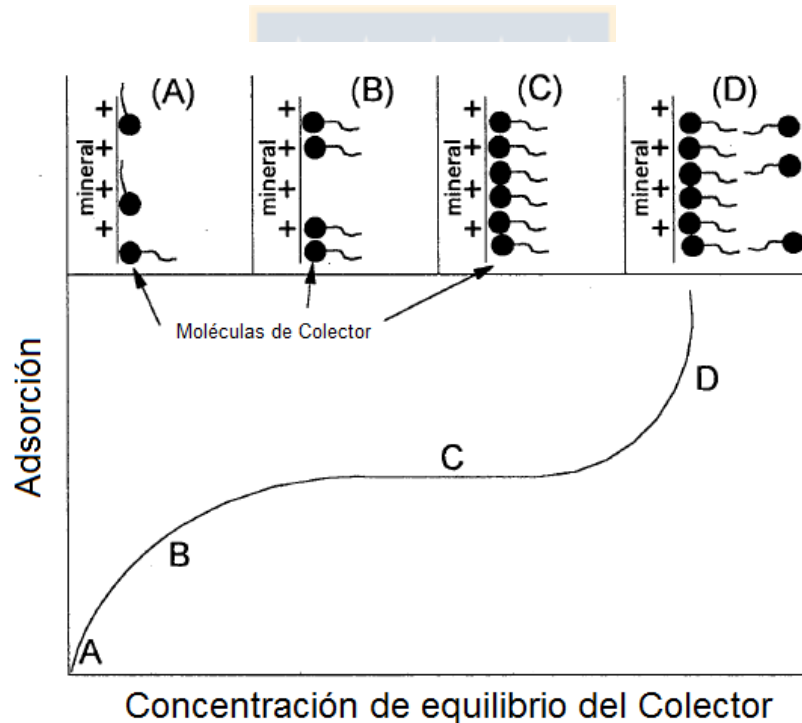 (A)
(B)
(C)
(D)
+ + + +
mineral
+ + + +
mineral
+ + + +
mineral
+ + + +
mineral
Moléculas de Colector
Adsorción
D
C
B
A
Concentración de equilibrio del Colector